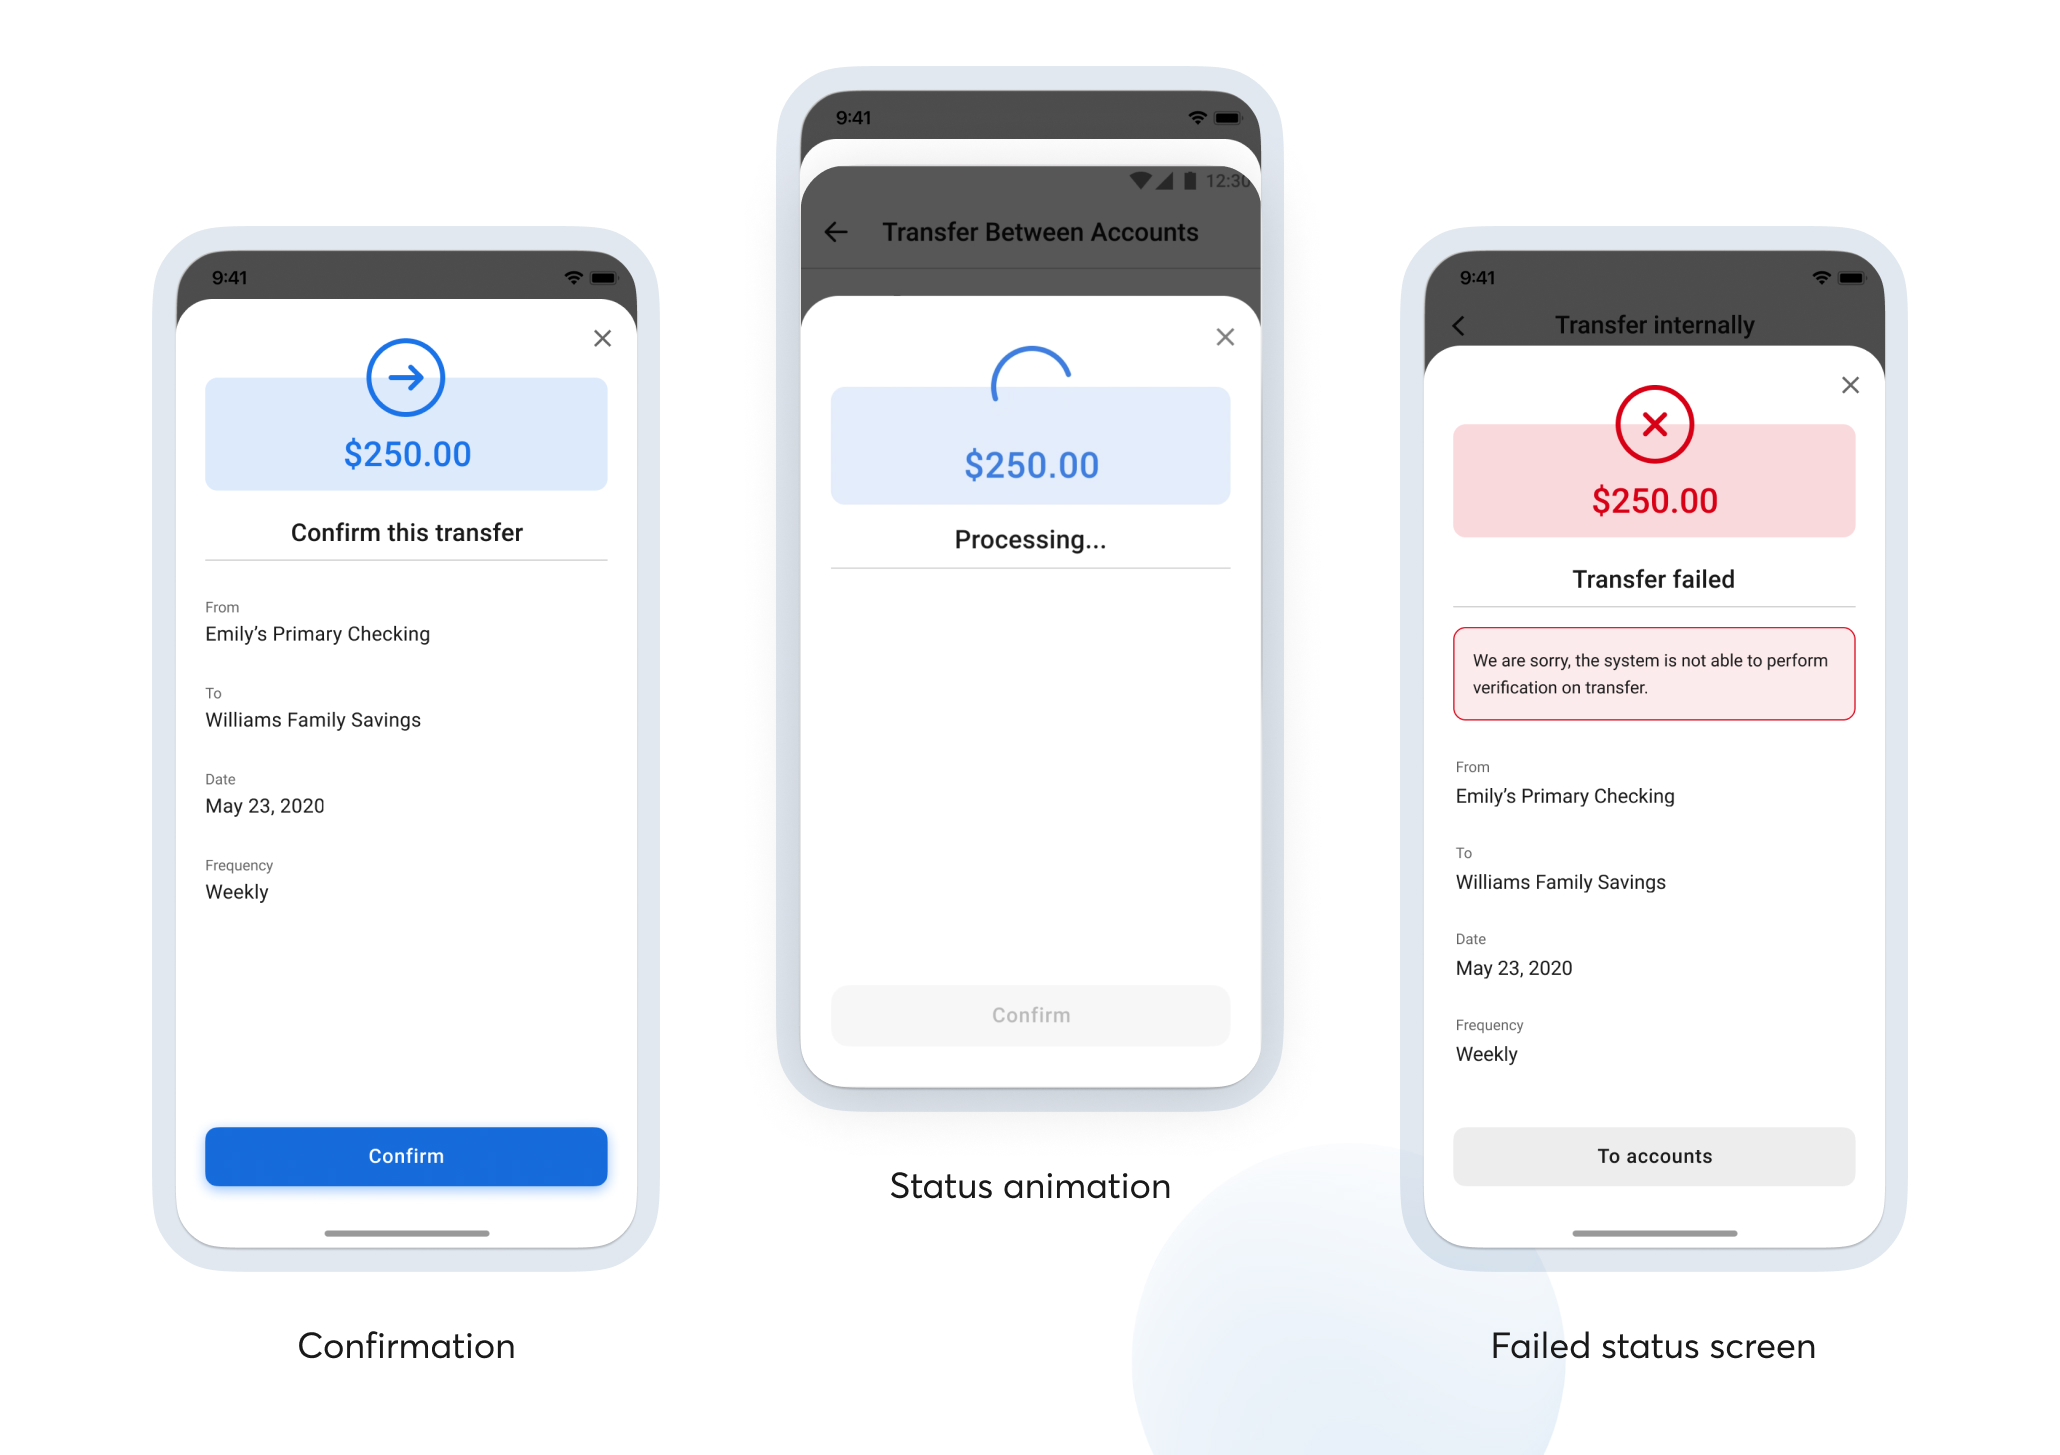 9:41
$250.00
Confirm this transfer
From
Emily’s Primary Checking
To
Williams Family Savings
Date
May 23, 2020
Frequency
Weekly
Confirm
Confirmation
9:41
12:30
Transfer Between Accounts
$250.00
Processing...
Confirm
Status animation
9:41
Transfer internally
$250.00
Transfer failed
We are sorry, the system is not able to perform
verification on transfer.
From
Emily’s Primary Checking
To
Williams Family Savings
Date
May 23, 2020
Frequency
Weekly
To accounts
Failed status screen